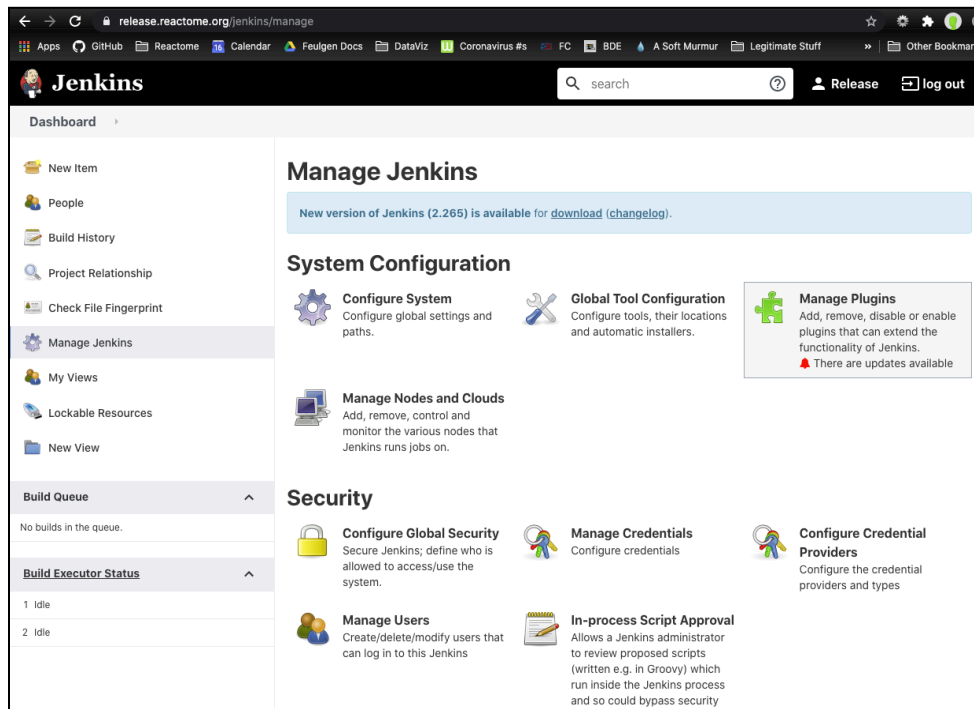 release.reactome.org/jenkins/manage
Apps GitHub Reactome 16 Calendar Feulgen Docs DataViz Coronavirus #s FC BDE A Soft Murmur Legitimate Stuff » Other Bookmar
Jenkins search Release log out
Dashboard
New Item
People
Build History
Project Relationship
Check File Fingerprint
Manage Jenkins
My Views
Lockable Resources
New View
Build Queue
No builds in the queue.
Build Executor Status
1 Idle
2 Idle
Manage Jenkins
New version of Jenkins (2.265) is available for download (changelog).
System Configuration
Configure System
Configure global settings and
paths.
Global Tool Configuration
Configure tools, their locations
and automatic installers.
Manage Plugins
Add, remove, disable or enable
plugins that can extend the
functionality of Jenkins.
There are updates available
Manage Nodes and Clouds
Add, remove, control and
monitor the various nodes that
Jenkins runs jobs on.
Security
Configure Global Security
Secure Jenkins; define who is
allowed to access/use the
system.
Manage Credentials
Configure credentials
Configure Credential
Providers
Configure the credential
providers and types
Manage Users
Create/delete/modify users that
can log in to this Jenkins
In-process Script Approval
Allows a Jenkins administrator
to review proposed scripts
(written e.g. in Groovy) which
run inside the Jenkins process
and so could bypass security